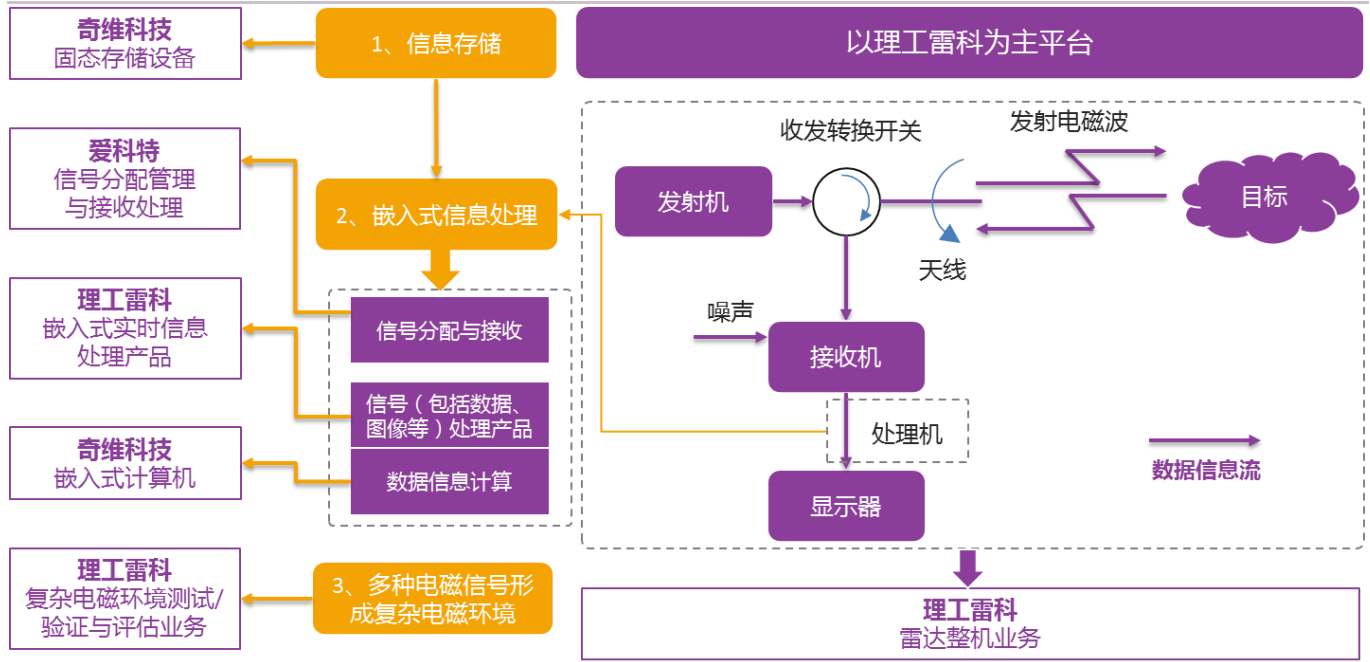 奇维科技
固态存储设备
1、信息存储
以理工雷科为主平台
爱科特
信号分配管理
与接收处理
2、嵌入式信息处理
理工雷科
嵌入式实时信息
处理产品
信号分配与接收
信号（包括数据、
图像等）处理产品
奇维科技
嵌入式计算机
数据信息计算
理工雷科
复杂电磁环境测试/
验证与评估业务
3、多种电磁信号形
成复杂电磁环境
收发转换开关
发射电磁波
发射机
目标
天线
噪声
接收机
处理机
显示器
数据信息流
理工雷科
雷达整机业务